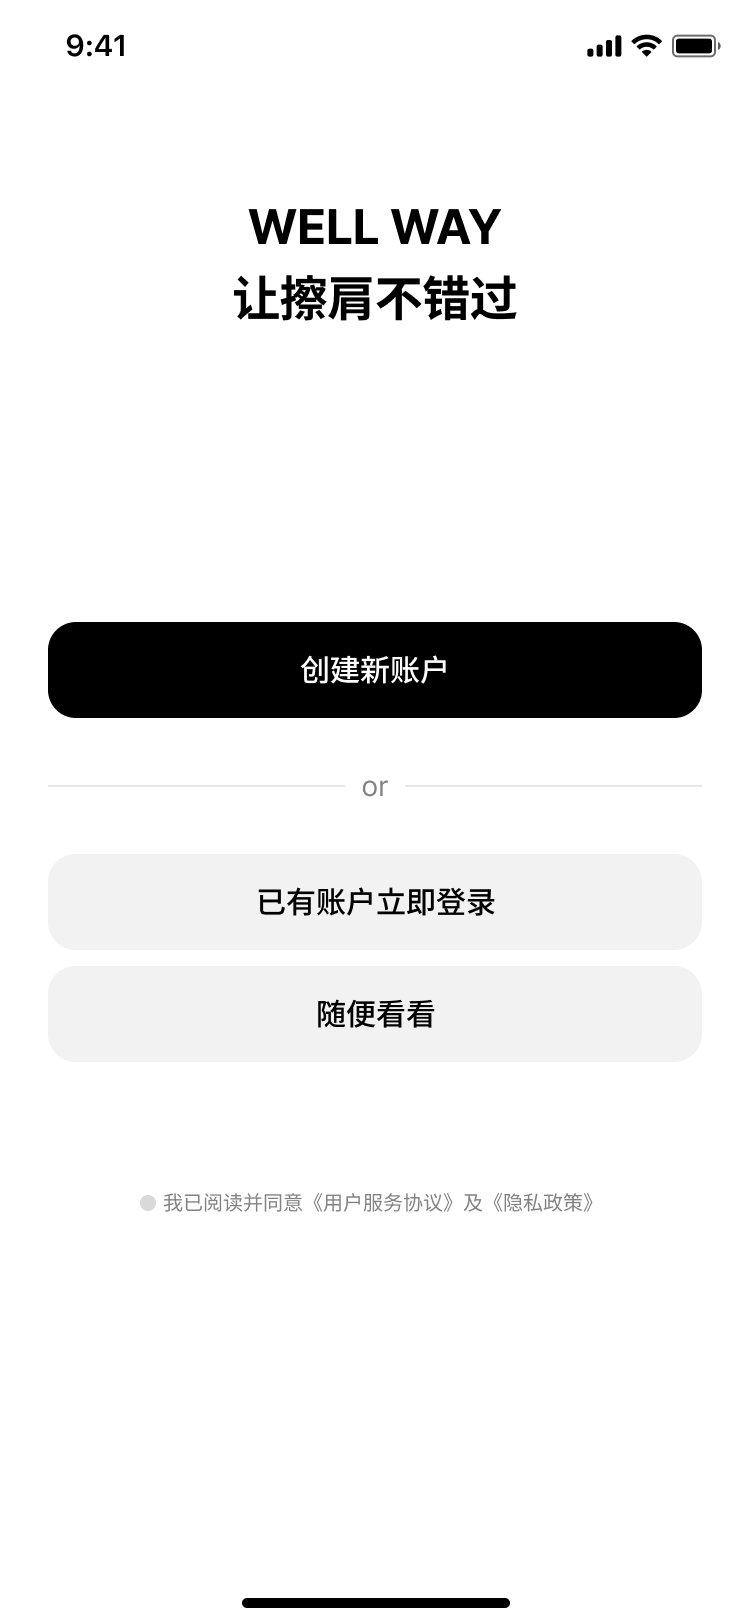 9:41
WELL WAY
让擦肩不错过
创建新账户
or
已有账户立即登录
随便看看
我已阅读并同意《用户服务协议》及《隐私政策》